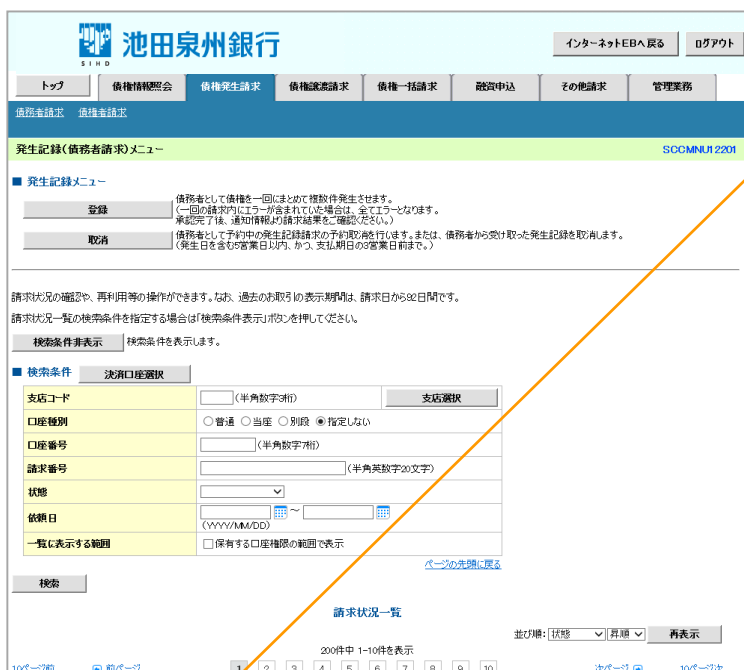 池田泉州銀行
SIHD
インターネットEBへ戻る ログアウト
トップ 債権情報照会 債権発生請求 債権譲渡請求 債権一括請求 融資申込 その他請求 管理業務
債務者請求 債権者請求
発生記録(債務者請求)メニュー SCCMNU12201
■ 発生記録メニュー
登録
債務者として債権を一回にまとめて複数件発生させます。
(一回の請求内にエラーが含まれていた場合は、全てエラーとなります。
承認完了後、通知情報より請求結果をご確認ください。)
取消
債務者として予約中の発生記録請求の予約取消を行います。または、債務者から受け取った発生記録を取消します。
(発生日を含む5営業日以内、かつ、支払期日の3営業日前まで。)
請求状況の確認や、再利用等の操作ができます。なお、過去のお取引の表示期間は、請求日から92日間です。
請求状況一覧の検索条件を指定する場合は「検索条件表示」ボタンを押してください。
検索条件非表示 検索条件を表示します。
■ 検索条件 決済口座選択
支店コード (半角数字3桁) 支店選択
口座種別 ○普通 ○当座 ○別段 ◉指定しない
口座番号 (半角数字7桁)
請求番号 (半角英数字20文字)
状態
依頼日 ~
(YYYY/MM/DD)
一覧に表示する範囲 □保有する口座権限の範囲で表示
ページの先頭に戻る
検索
請求状況一覧
並び順: 状態 昇順 再表示
200件中 1-10件を表示
10ページ前 前ページ 1 2 3 4 5 6 7 8 9 10 次ページ 10ページ次